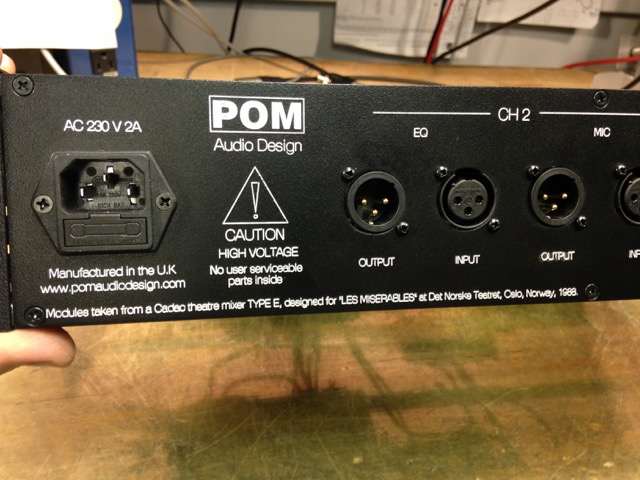 AC 230 V 2A
POM
Audio Design
CAUTION
HIGH VOLTAGE
No user serviceable
parts inside
Manufactured in the U.K
www.pomaudiodesign.com
CH 2
EQ
MIC
OUTPUT
INPUT
OUTPUT
Modules taken from a Cadac theatre mixer TYPE E, designed for "LES MISERABLES" at Det Norske Teatret, Oslo, Norway, 1988.